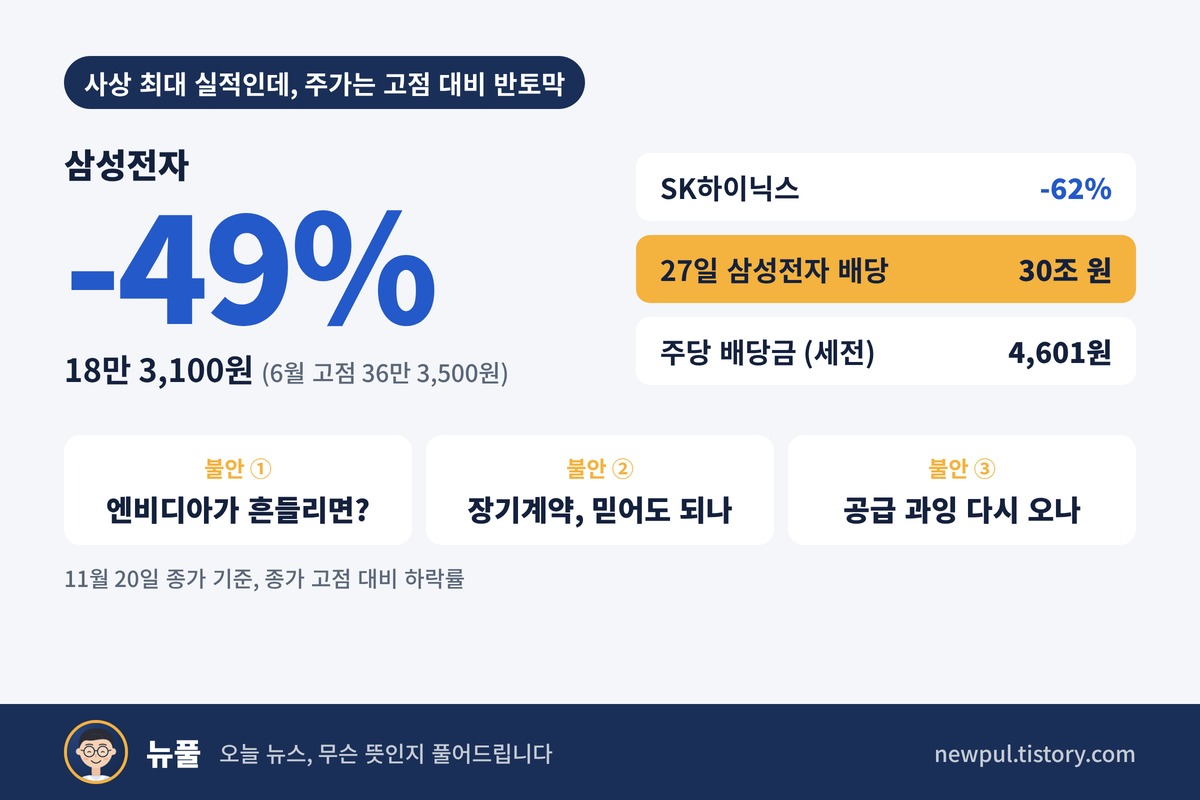 사상 최대 실적인데, 주가는 고점 대비 반토막
삼성전자
-49%
18만 3,100원 (6월 고점 36만 3,500원)
SK하이닉스 -62%
27일 삼성전자 배당 30조 원
주당 배당금 (세전) 4,601원
불안 ①
엔비디아가 흔들리면?
불안 ②
장기계약, 믿어도 되나
불안 ③
공급 과잉 다시 오나
11월 20일 종가 기준, 종가 고점 대비 하락률
뉴풀 오늘 뉴스, 무슨 뜻인지 풀어드립니다
newpul.tistory.com